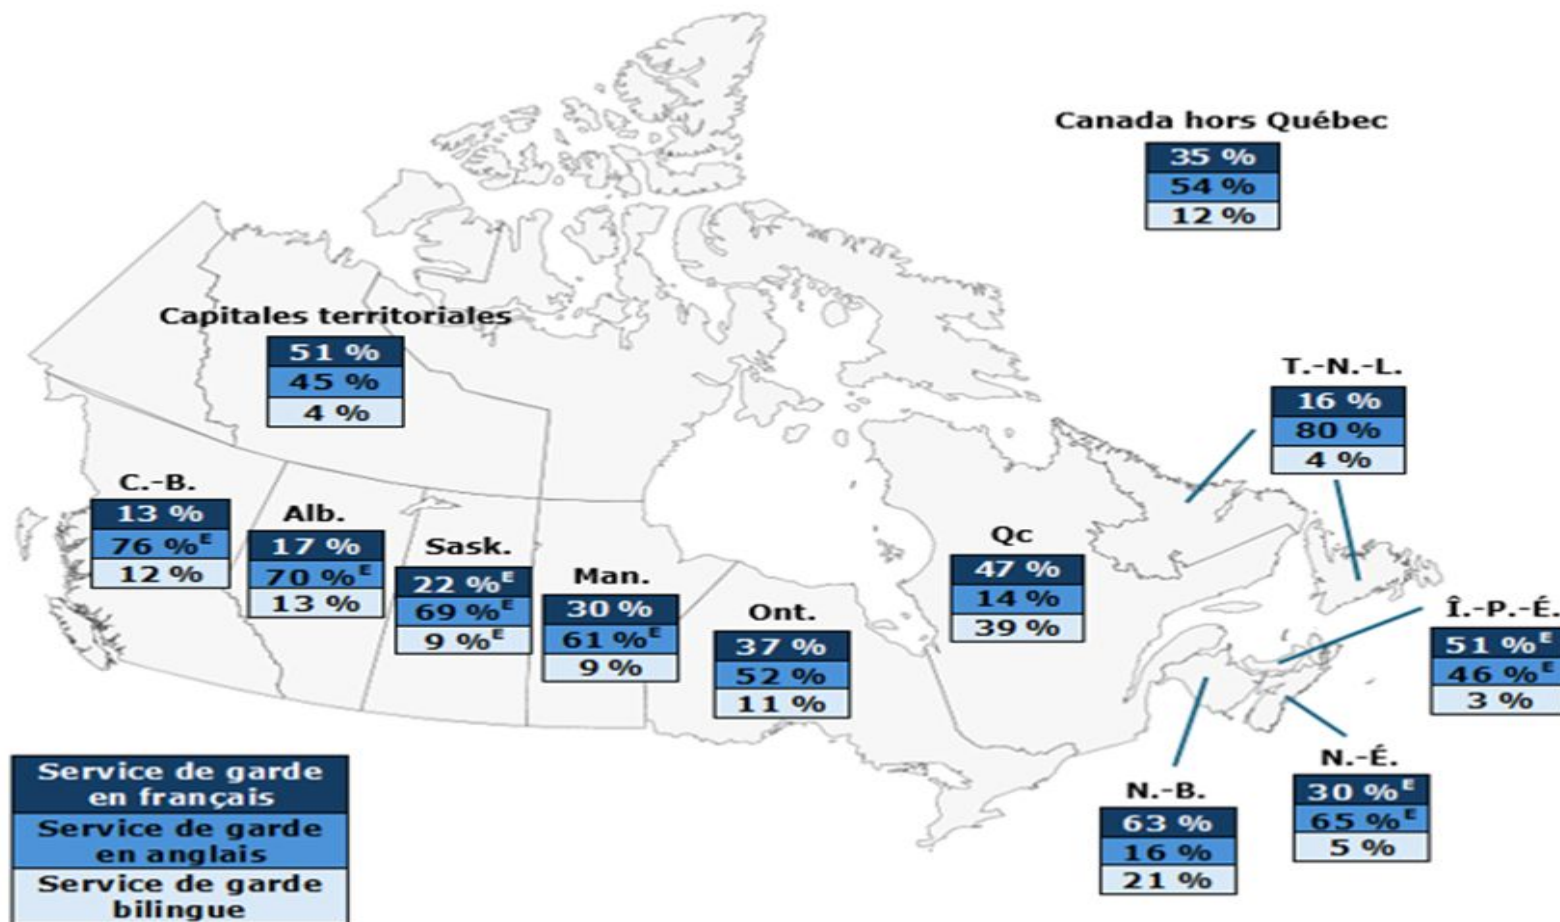 Canada hors Québec
35 %
54 %
12 %
Capitales territoriales
51 %
45 %
4 %
T.-N.-L.
16 %
80 %
4 %
C.-B.
13 %
76 %ᴱ
12 %
Alb.
17 %
70 %ᴱ
13 %
Sask.
22 %ᴱ
69 %ᴱ
9 %ᴱ
Man.
30 %
61 %ᴱ
9 %
Ont.
37 %
52 %
11 %
Qc
47 %
14 %
39 %
Î.-P.-É.
51 %ᴱ
46 %ᴱ
3 %
N.-É.
30 %ᴱ
65 %ᴱ
5 %
N.-B.
63 %
16 %
21 %
Service de garde
en français
Service de garde
en anglais
Service de garde
bilingue